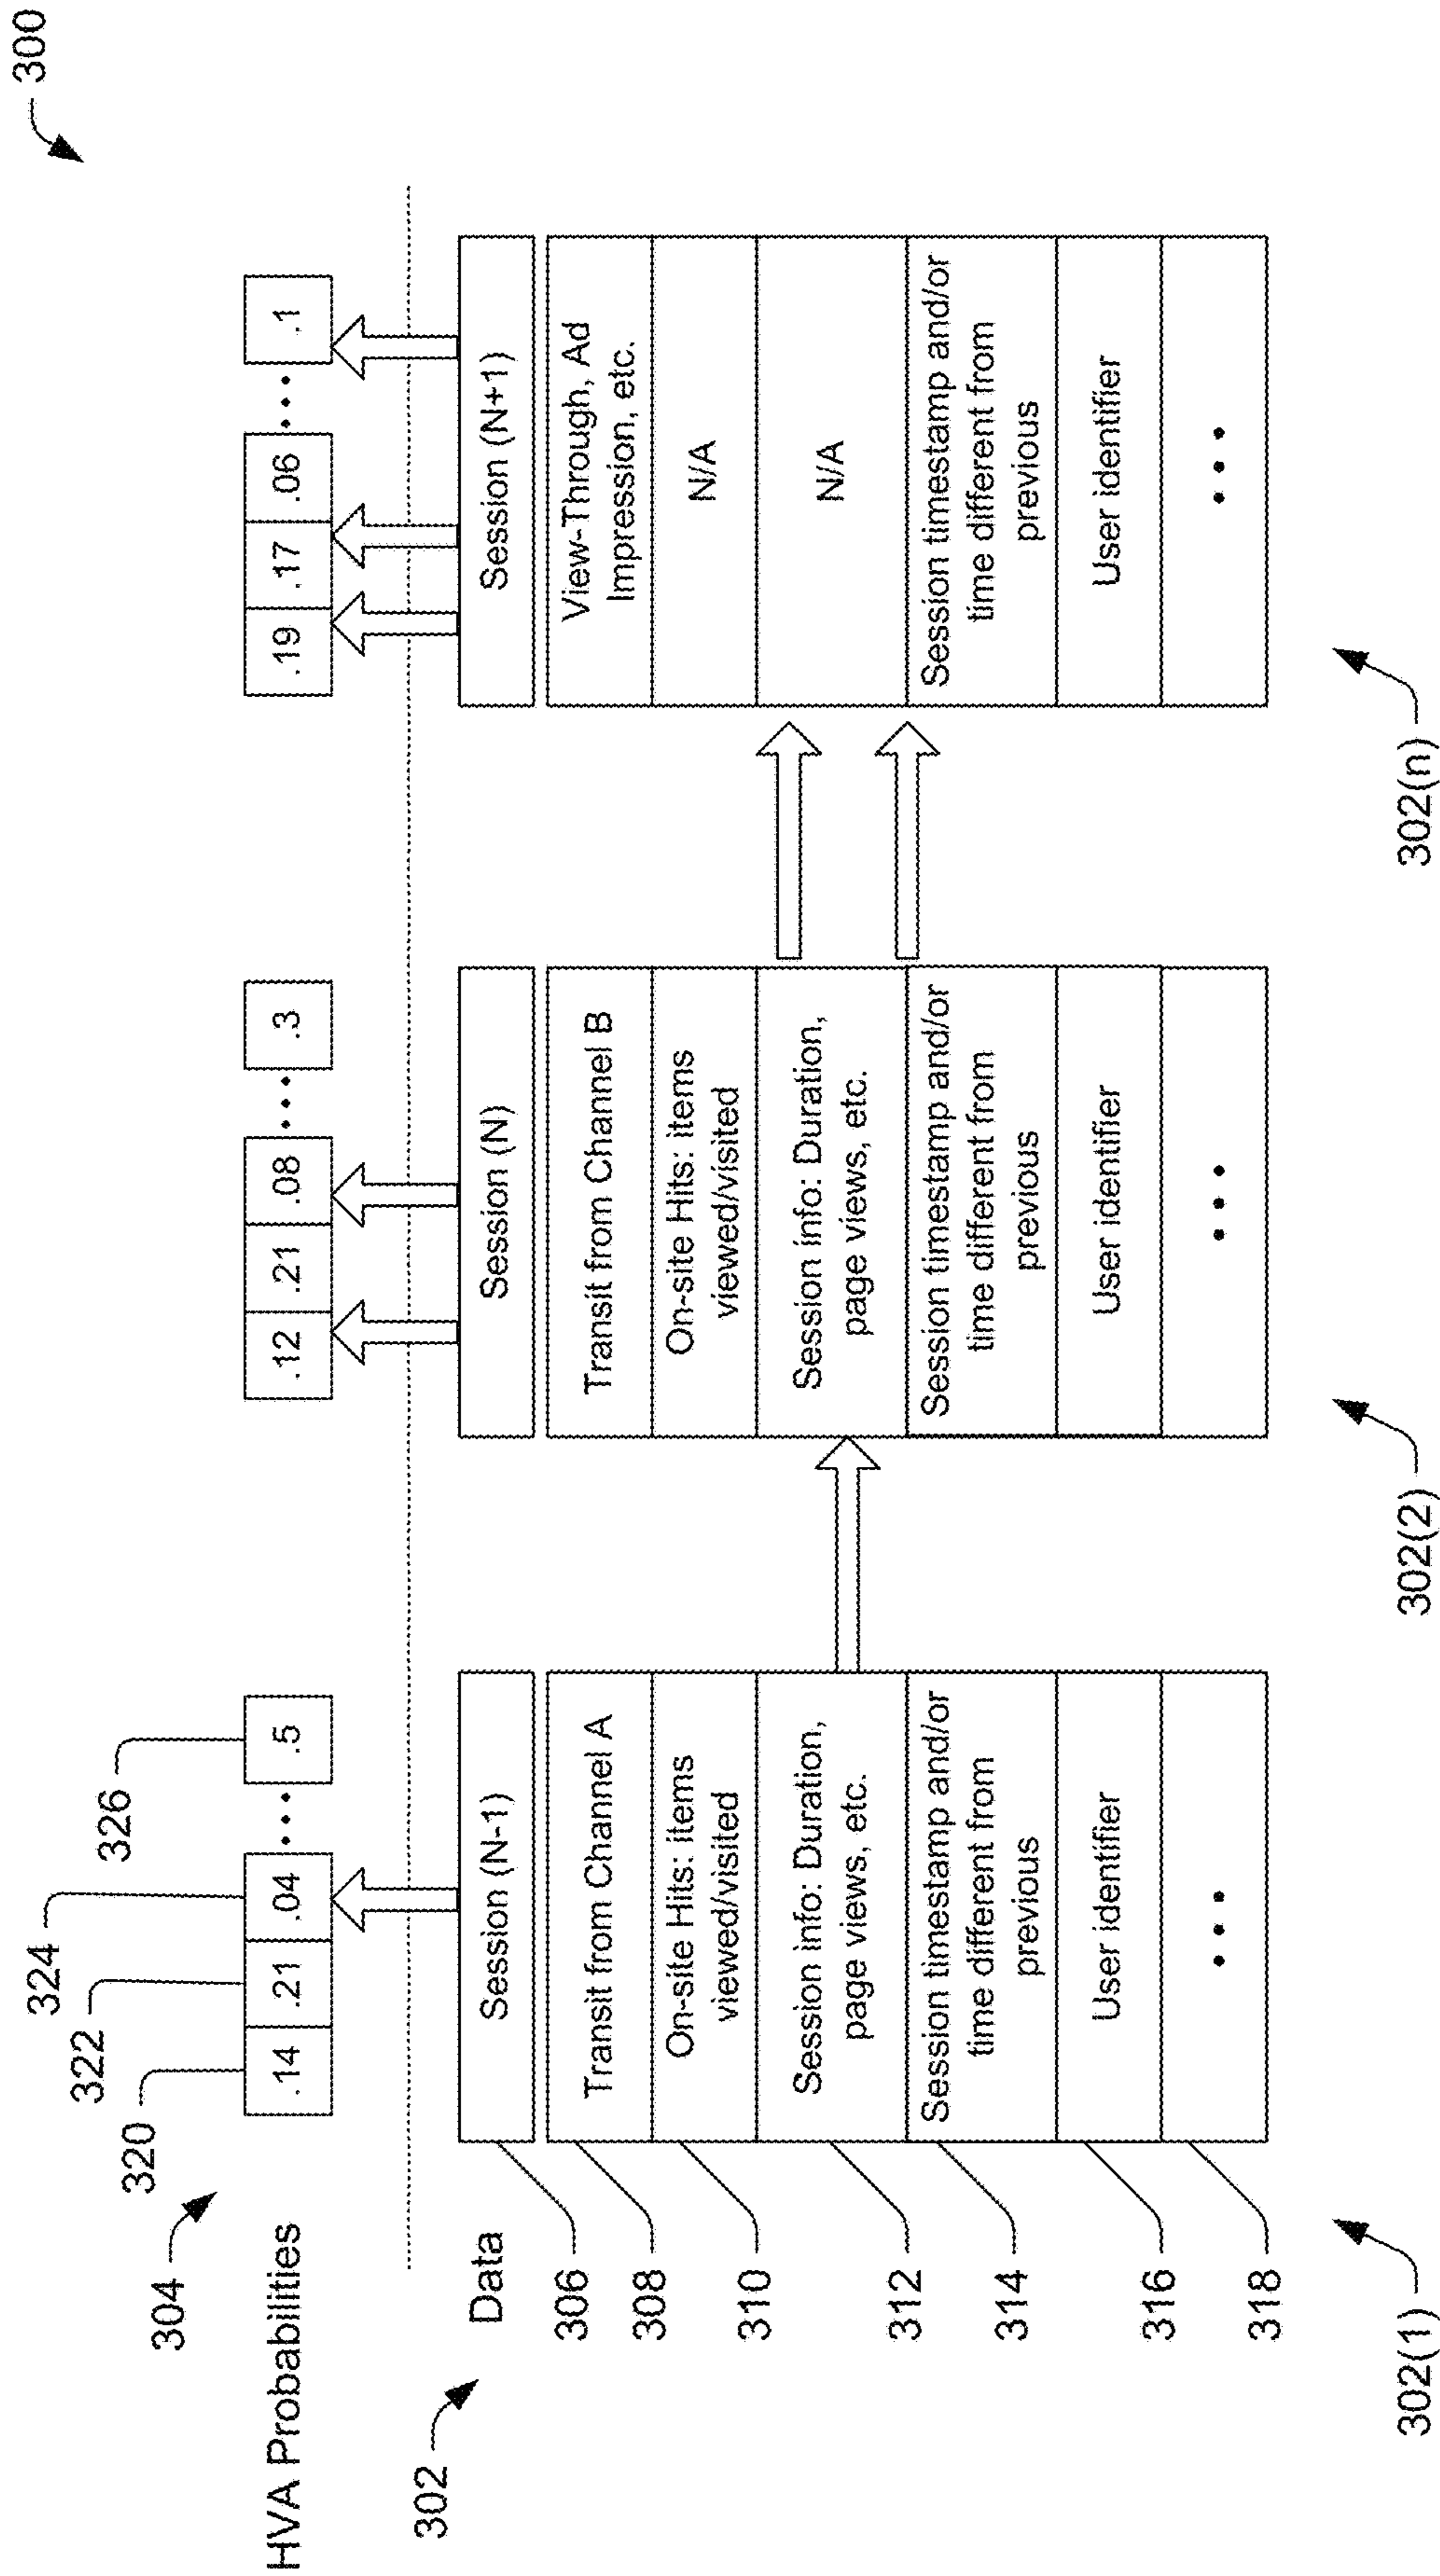 300
304
320
322
324
326
HVA Probabilities
.14
.21
.04
.5
.12
.21
.08
.3
.19
.17
.06
.1
302
Data
306
308
310
312
314
316
318
Session (N-1)
Transit from Channel A
On-site Hits: items
viewed/visited
Session info: Duration,
page views, etc.
Session timestamp and/or
time different from
previous
User identifier
302(1)
Session (N)
Transit from Channel B
On-site Hits: items
viewed/visited
Session info: Duration,
page views, etc.
Session timestamp and/or
time different from
previous
User identifier
302(2)
Session (N+1)
View-Through, Ad
Impression, etc.
N/A
N/A
Session timestamp and/or
time different from
previous
User identifier
302(n)